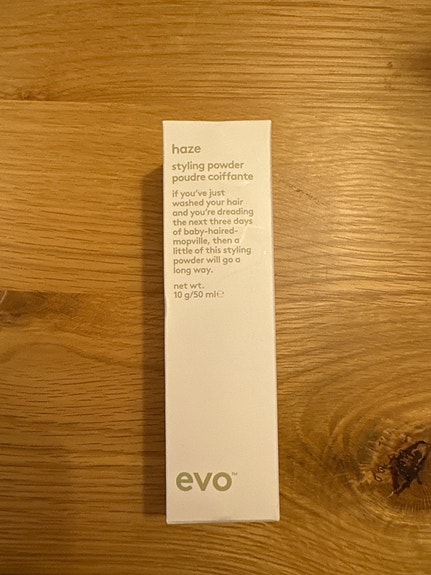 haze
styling powder
poudre coiffante
if you've just
washed your hair
and you're dreading
the next three days
of baby-haired-
mopville, then a
little of this styling
powder will go a
long way.
net wt.
10 g/50 ml℮
evo™